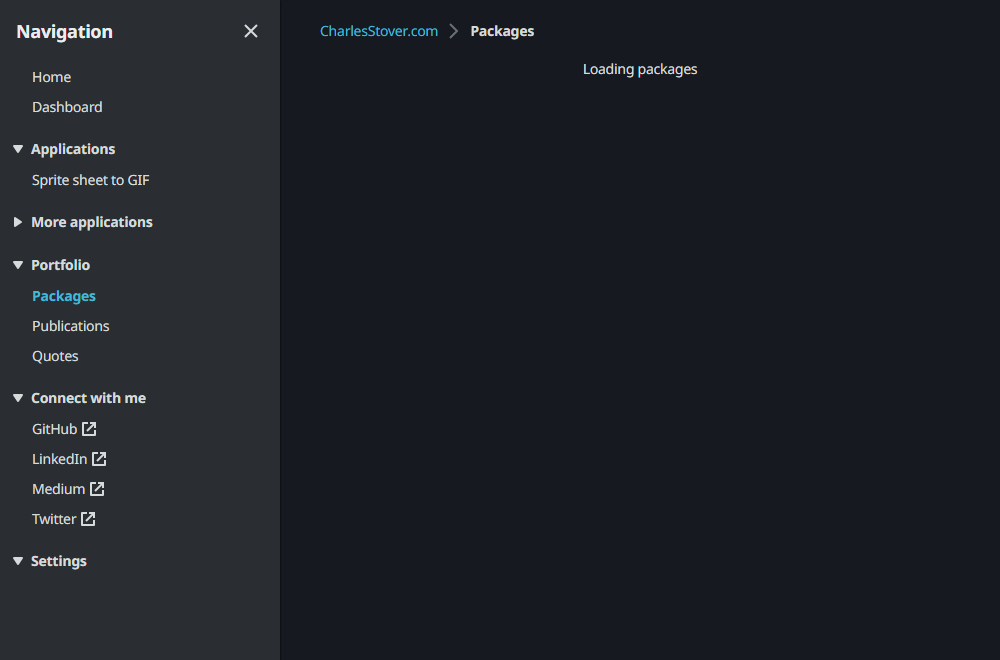 Navigation
Home
Dashboard
Applications
Sprite sheet to GIF
More applications
Portfolio
Packages
Publications
Quotes
Connect with me
GitHub
LinkedIn
Medium
Twitter
Settings
CharlesStover.com Packages
Loading packages